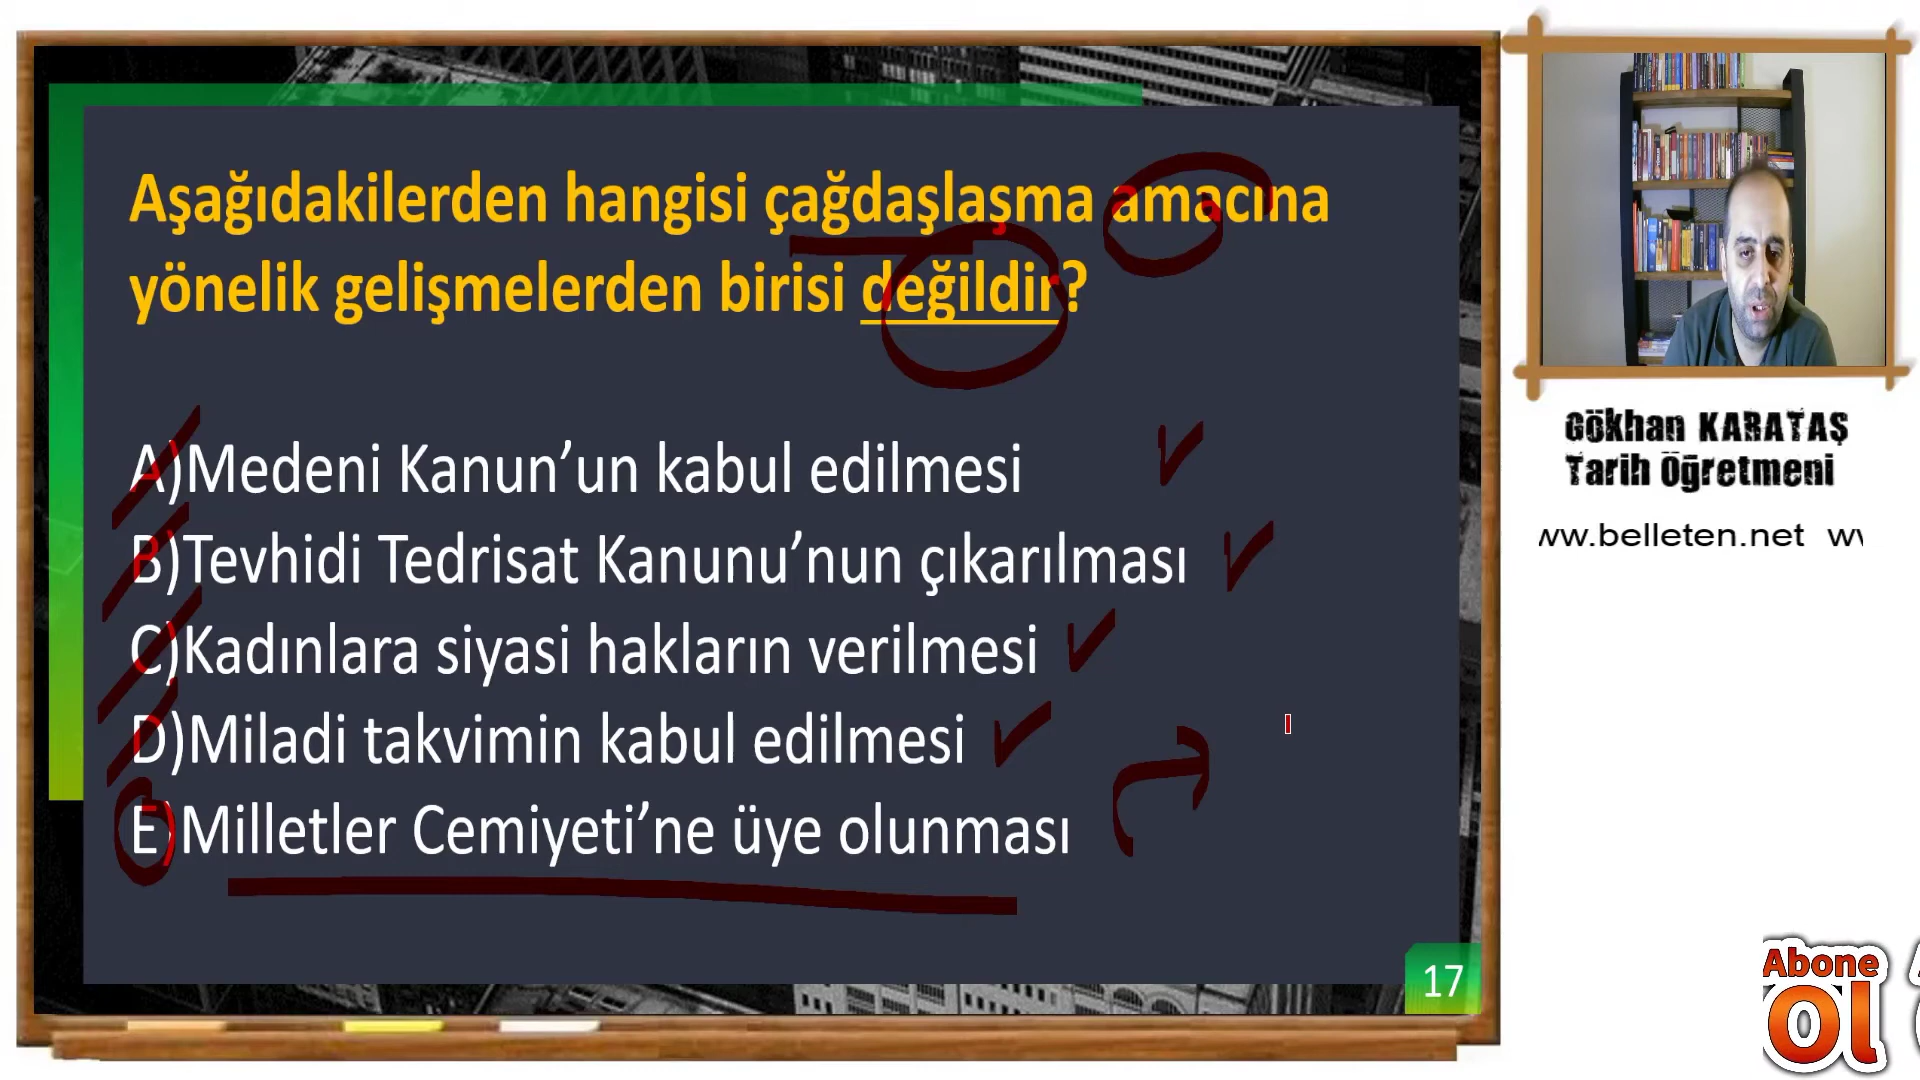 Aşağıdakilerden hangisi çağdaşlaşma amacına
yönelik gelişmelerden birisi değildir?
A)Medeni Kanun’un kabul edilmesi
B)Tevhidi Tedrisat Kanunu’nun çıkarılması
C)Kadınlara siyasi hakların verilmesi
D)Miladi takvimin kabul edilmesi
E)Milletler Cemiyeti’ne üye olunması
17
Gökhan KARATAŞ
Tarih Öğretmeni
ww.belleten.net w
Abone
Ol